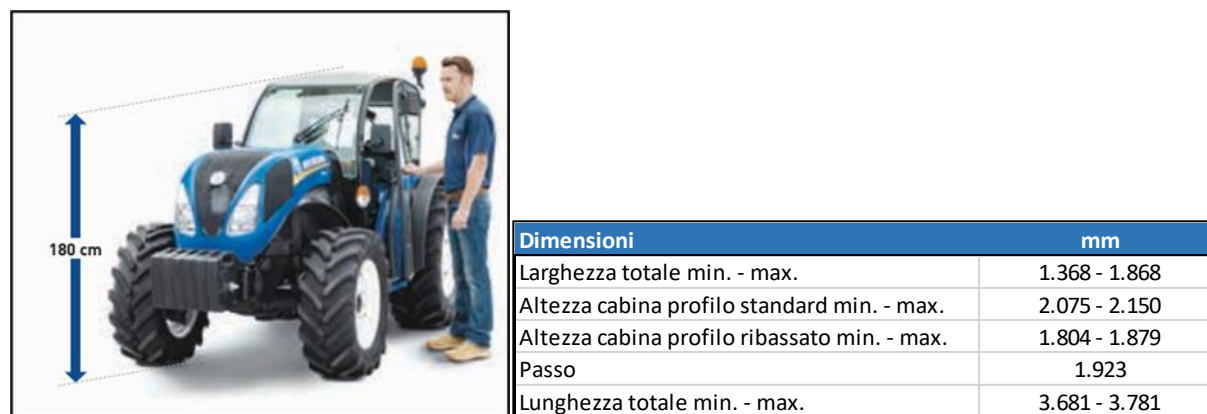 180 cm
Dimensioni mm
Larghezza totale min. - max. 1.368 - 1.868
Altezza cabina profilo standard min. - max. 2.075 - 2.150
Altezza cabina profilo ribassato min. - max. 1.804 - 1.879
Passo 1.923
Lunghezza totale min. - max. 3.681 - 3.781